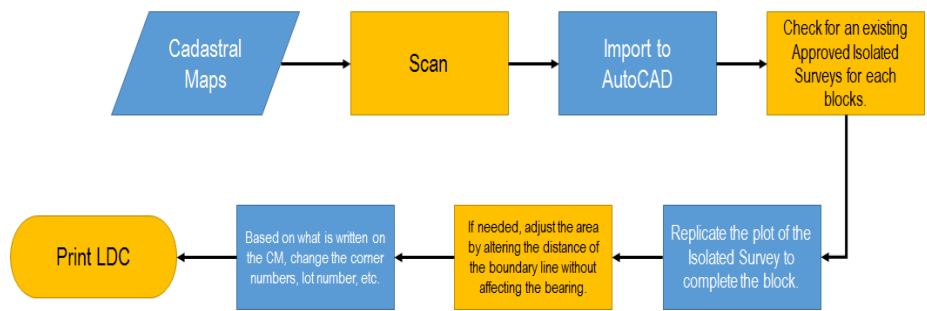 Cadastral
Maps
Scan
Import to
AutoCAD
Check for an existing
Approved Isolated
Surveys for each
blocks.
Replicate the plot of the
Isolated Survey to
complete the block.
If needed, adjust the area
by altering the distance of
the boundary line without
affecting the bearing.
Based on what is written on
the CM, change the corner
numbers, lot number, etc.
Print LDC